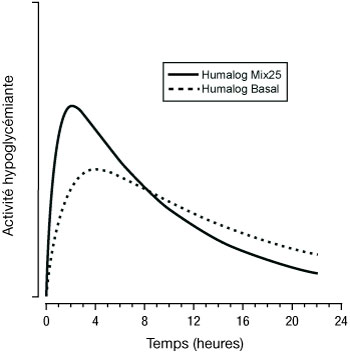 Activité hypoglycémiante
Humalog Mix25
Humalog Basal
0 4 8 12 16 20 24
Temps (heures)